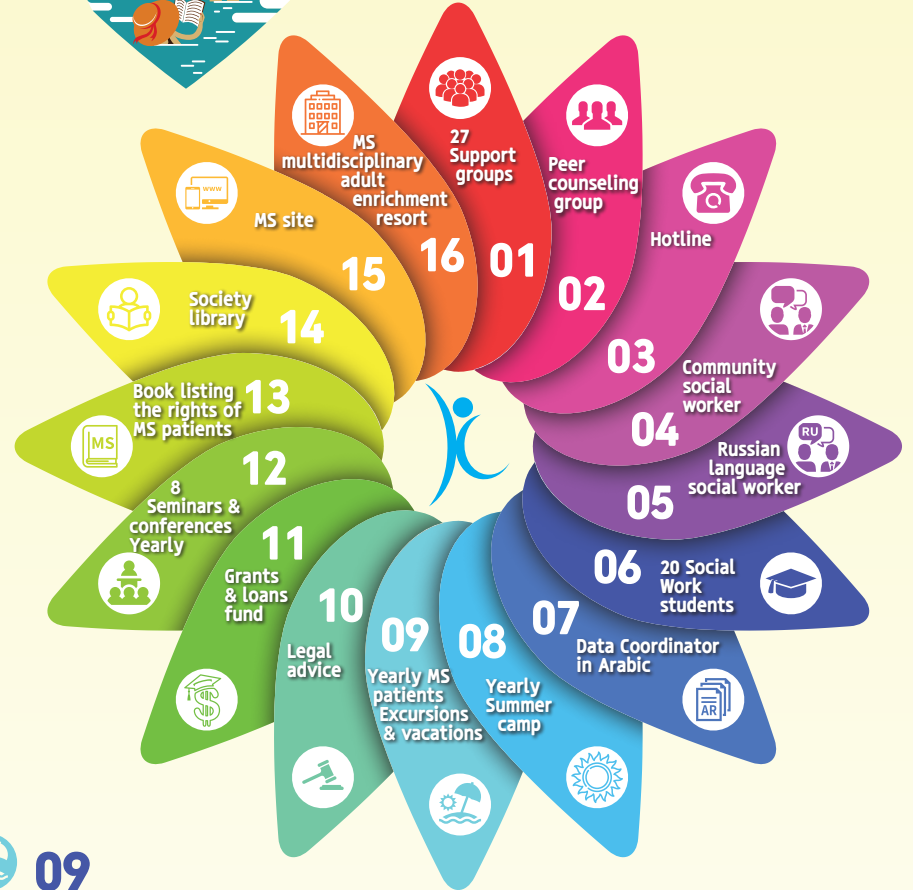 27
Support
groups
01
Peer
counseling
group
02
Hotline
03
Community
social
worker
04
RU
Russian
language
social worker
05
06
20 Social
Work
students
07
Data Coordinator
in Arabic
AR
08
Yearly
Summer
camp
09
Yearly MS
patients
Excursions
& vacations
10
Legal
advice
11
Grants
& loans
fund
12
8
Seminars &
conferences
Yearly
13
Book listing
the rights of
MS patients
MS
14
Society
library
15
www
MS site
16
MS
multidisciplinary
adult
enrichment
resort
09